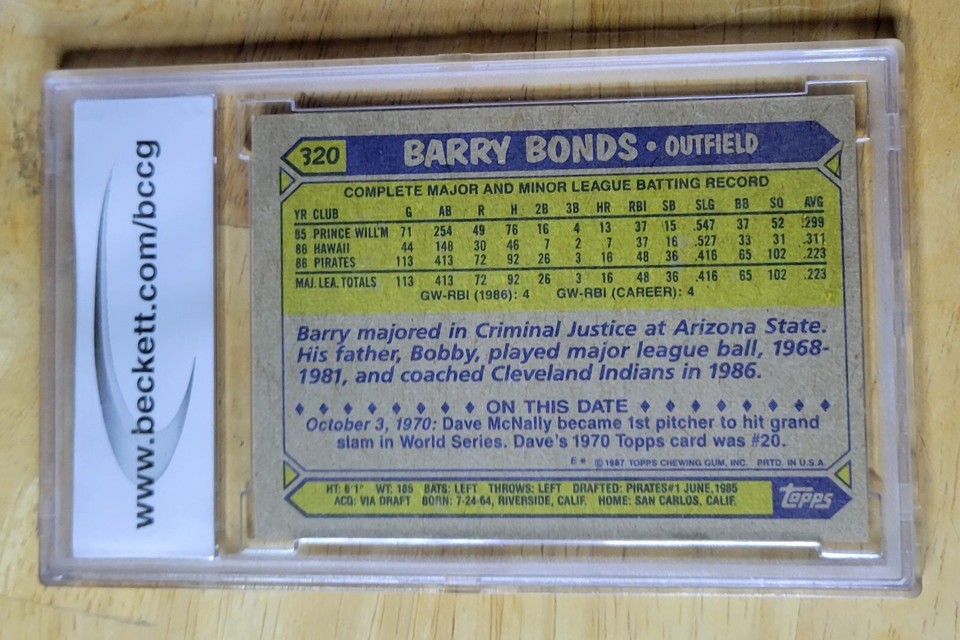 www.beckett.com/bccg
320 BARRY BONDS • OUTFIELD
COMPLETE MAJOR AND MINOR LEAGUE BATTING RECORD
YR CLUB G AB R H 2B 3B HR RBI SB SLG BB SO AVG
85 PRINCE WILL'M 71 254 49 76 16 4 13 37 15 .547 37 52 .299
86 HAWAII 44 148 30 46 7 2 7 37 16 .527 33 31 .311
86 PIRATES 113 413 72 92 26 3 16 48 36 .416 65 102 .223
MAJ. LEA. TOTALS 113 413 72 92 26 3 16 48 36 .416 65 102 .223
GW-RBI (1986): 4 GW-RBI (CAREER): 4
Barry majored in Criminal Justice at Arizona State.
His father, Bobby, played major league ball, 1968-
1981, and coached Cleveland Indians in 1986.
♦ ♦ ♦ ♦ ♦ ♦ ♦ ♦ ON THIS DATE ♦ ♦ ♦ ♦ ♦ ♦ ♦ ♦
October 3, 1970: Dave McNally became 1st pitcher to hit grand
slam in World Series. Dave's 1970 Topps card was #20.
E* ©1987 TOPPS CHEWING GUM, INC. PRTD. IN U.S.A.
HT: 6'1" WT: 185 BATS: LEFT THROWS: LEFT DRAFTED: PIRATES #1 JUNE, 1985
ACQ: VIA DRAFT BORN: 7-24-64, RIVERSIDE, CALIF. HOME: SAN CARLOS, CALIF.
topps